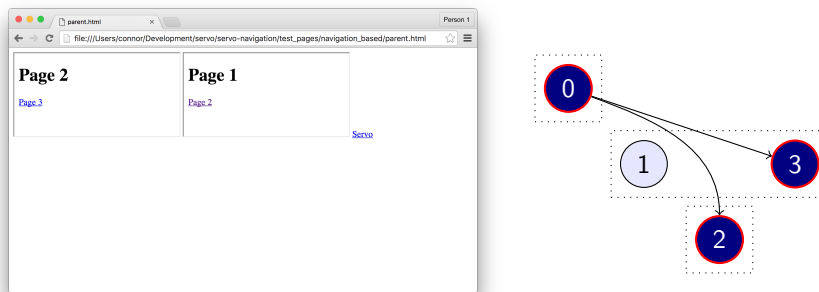 parent.html
Person 1
file:///Users/connor/Development/servo/servo-navigation/test_pages/navigation_based/parent.html
Page 2
Page 3
Page 1
Page 2
Servo
0
1
3
2